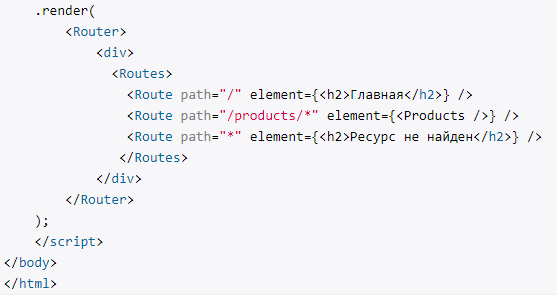 .render(
<Router>
<div>
<Routes>
<Route path="/" element={<h2>Главная</h2>} />
<Route path="/products/*" element={<Products />} />
<Route path="*" element={<h2>Ресурс не найден</h2>} />
</Routes>
</div>
</Router>
);
</script>
</body>
</html>